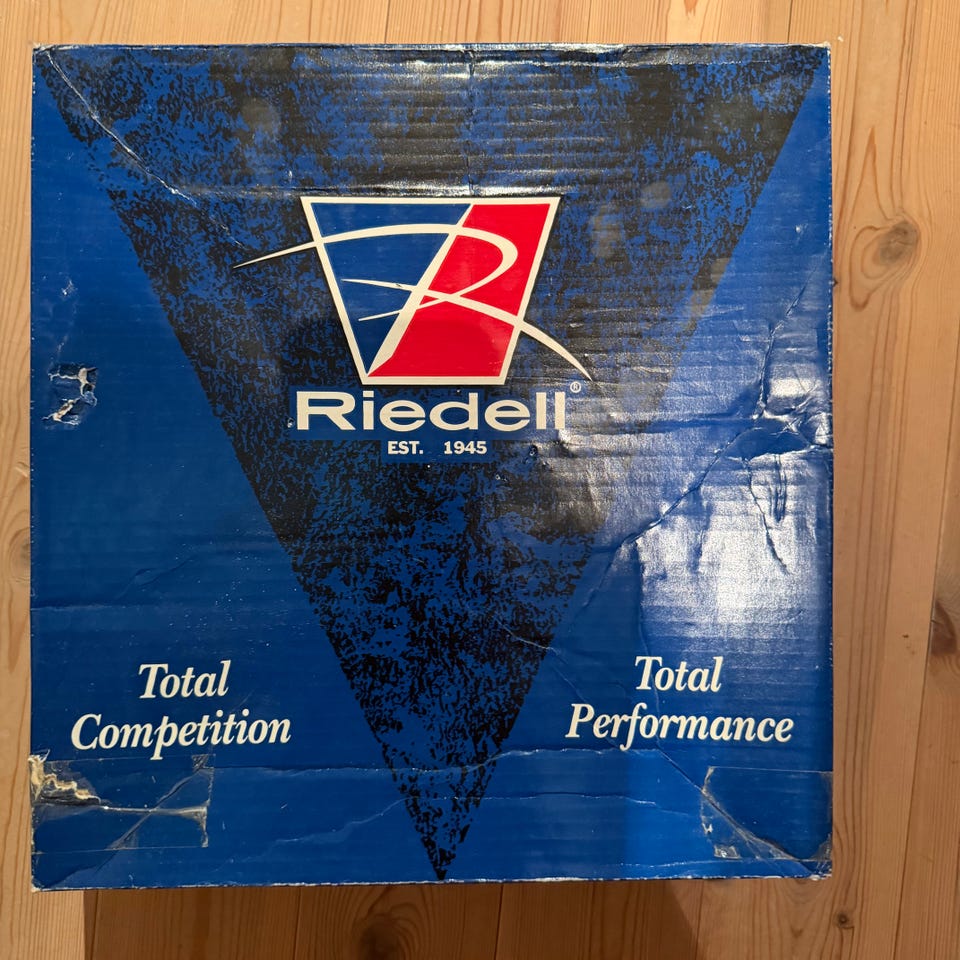 R
Riedell®
EST. 1945
Total
Competition
Total
Performance